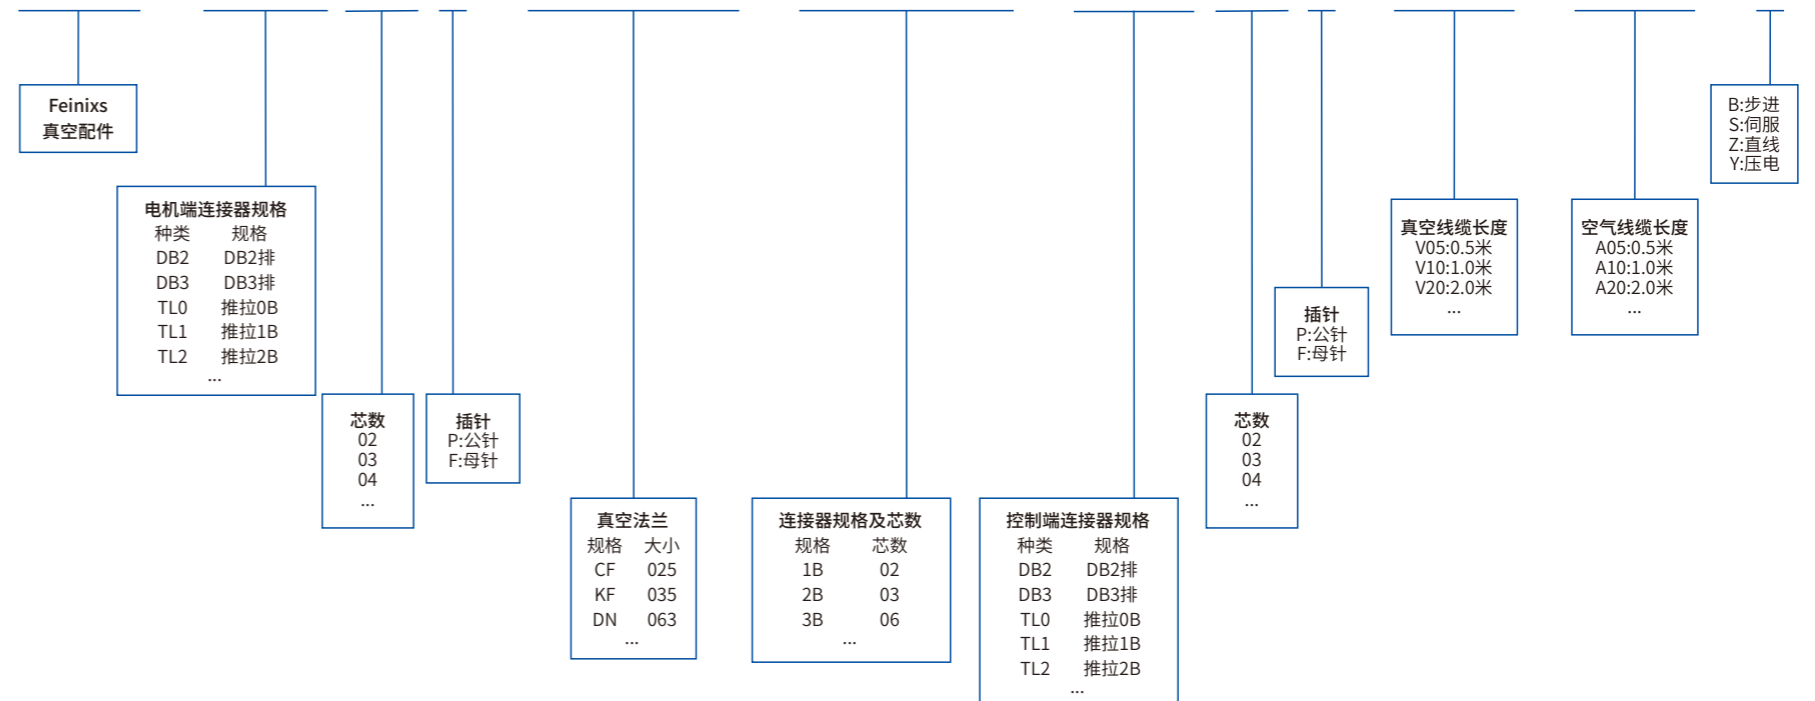 Feinixs
真空配件
电机端连接器规格
种类 规格
DB2 DB2排
DB3 DB3排
TL0 推拉0B
TL1 推拉1B
TL2 推拉2B
...
芯数
02
03
04
...
插针
P:公针
F:母针
真空法兰
规格 大小
CF 025
KF 035
DN 063
...
连接器规格及芯数
规格 芯数
1B 02
2B 03
3B 06
...
控制端连接器规格
种类 规格
DB2 DB2排
DB3 DB3排
TL0 推拉0B
TL1 推拉1B
TL2 推拉2B
...
芯数
02
03
04
...
插针
P:公针
F:母针
真空线缆长度
V05:0.5米
V10:1.0米
V20:2.0米
...
空气线缆长度
A05:0.5米
A10:1.0米
A20:2.0米
...
B:步进
S:伺服
Z:直线
Y:压电